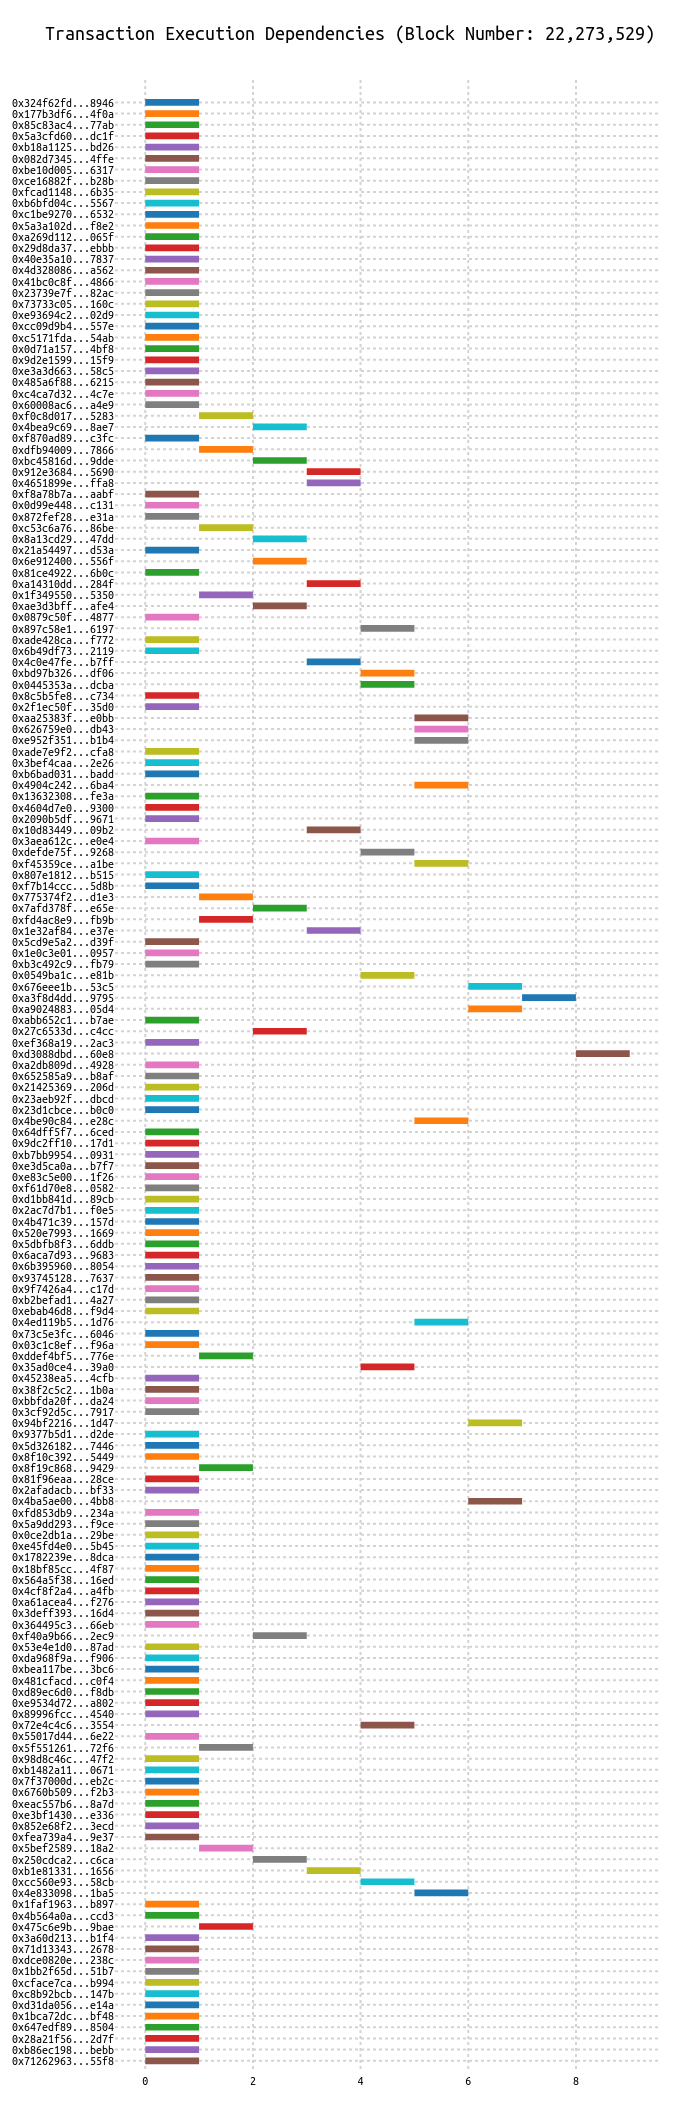 Transaction Execution Dependencies (Block Number: 22,273,529)
0x324f62fd...8946
0x177b3df6...4f0a
0x85c83ac4...77ab
0x5a3cfd60...dc1f
0xb18a1125...bd26
0x082d7345...4ffe
0xbe10d005...6317
0xce16882f...b28b
0xfcad1148...6b35
0xb6bfd04c...5567
0xc1be9270...6532
0x5a3a102d...f8e2
0xa269d112...065f
0x29d8da37...ebbb
0x40e35a10...7837
0x4d328086...a562
0x41bc0c8f...4866
0x23739e7f...82ac
0x73733c05...160c
0xe93694c2...02d9
0xcc09d9b4...557e
0xc5171fda...54ab
0x0d71a157...4bf8
0x9d2e1599...15f9
0xe3a3d663...58c5
0x485a6f88...6215
0xc4ca7d32...4c7e
0x60008ac6...a4e9
0xf0c8d017...5283
0x4bea9c69...8ae7
0xf870ad89...c3fc
0xdfb94009...7866
0xbc45816d...9dde
0x912e3684...5690
0x4651899e...ffa8
0xf8a78b7a...aabf
0x0d99e448...c131
0x872fef28...e31a
0xc53c6a76...86be
0x8a13cd29...47dd
0x21a54497...d53a
0x6e912400...556f
0x81ce4922...6b0c
0xa14310dd...284f
0x1f349550...5350
0xae3d3bff...afe4
0x0879c50f...4877
0x897c58e1...6197
0xade428ca...f772
0x6b49df73...2119
0x4c0e47fe...b7ff
0xbd97b326...df06
0x0445353a...dcba
0x8c5b5fe8...c734
0x2f1ec50f...35d0
0xaa25383f...e0bb
0x626759e0...db43
0xe952f351...b1b4
0xade7e9f2...cfa8
0x3bef4caa...2e26
0xb6bad031...badd
0x4904c242...6ba4
0x13632308...fe3a
0x4604d7e0...9300
0x2090b5df...9671
0x10d83449...09b2
0x3aea612c...e0e4
0xdefde75f...9268
0xf45359ce...a1be
0x807e1812...b515
0xf7b14ccc...5d8b
0x775374f2...d1e3
0x7afd378f...e65e
0xfd4ac8e9...fb9b
0x1e32af84...e37e
0x5cd9e5a2...d39f
0x1e0c3e01...0957
0xb3c492c9...fb79
0x0549ba1c...e81b
0x676eee1b...53c5
0xa3f8d4dd...9795
0xa9024883...05d4
0xabb652c1...b7ae
0x27c6533d...c4cc
0xef368a19...2ac3
0xd3088dbd...60e8
0xa2db809d...4928
0x652585a9...b8af
0x21425369...206d
0x23aeb92f...dbcd
0x23d1cbce...b0c0
0x4be90c84...e28c
0x64dff5f7...6ced
0x9dc2ff10...17d1
0xb7bb9954...0931
0xe3d5ca0a...b7f7
0xe83c5e00...1f26
0xf61d70e8...0582
0xd1bb841d...89cb
0x2ac7d7b1...f0e5
0x4b471c39...157d
0x520e7993...1669
0x5dbfb8f3...6ddb
0x6aca7d93...9683
0x6b395960...8054
0x93745128...7637
0x9f7426a4...c17d
0xb2befad1...4a27
0xebab46d8...f9d4
0x4ed119b5...1d76
0x73c5e3fc...6046
0x03c1c8ef...f96a
0xddef4bf5...776e
0x35ad0ce4...39a0
0x45238ea5...4cfb
0x38f2c5c2...1b0a
0xbbfda20f...da24
0x3cf92d5c...7917
0x94bf2216...1d47
0x9377b5d1...d2de
0x5d326182...7446
0x8f10c392...5449
0x8f19c868...9429
0x81f96eaa...28ce
0x2afadacb...bf33
0x4ba5ae00...4bb8
0xfd853db9...234a
0x5a9dd293...f9ce
0x0ce2db1a...29be
0xe45fd4e0...5b45
0x1782239e...8dca
0x18bf85cc...4f87
0x564a5f38...16ed
0x4cf8f2a4...a4fb
0xa61acea4...f276
0x3deff393...16d4
0x364495c3...66eb
0xf40a9b66...2ec9
0x53e4e1d0...87ad
0xda968f9a...f906
0xbea117be...3bc6
0x481cfacd...c0f4
0xd89ec6d0...f8db
0xe9534d72...a802
0x89996fcc...4540
0x72e4c4c6...3554
0x55017d44...6e22
0x5f551261...72f6
0x98d8c46c...47f2
0xb1482a11...0671
0x7f37000d...eb2c
0x6760b509...f2b3
0xeac557b6...8a7d
0xe3bf1430...e336
0x852e68f2...3ecd
0xfea739a4...9e37
0x5bef2589...18a2
0x250cdca2...c6ca
0xb1e81331...1656
0xcc560e93...58cb
0x4e833098...1ba5
0x1faf1963...b897
0x4b564a0a...ccd3
0x475c6e9b...9bae
0x3a60d213...b1f4
0x71d13343...2678
0xdce0820e...238c
0x1bb2f65d...51b7
0xcface7ca...b994
0xc8b92bcb...147b
0xd31da056...e14a
0x1bca72dc...bf48
0x647edf89...8504
0x28a21f56...2d7f
0xb86ec198...bebb
0x71262963...55f8
0 2 4 6 8